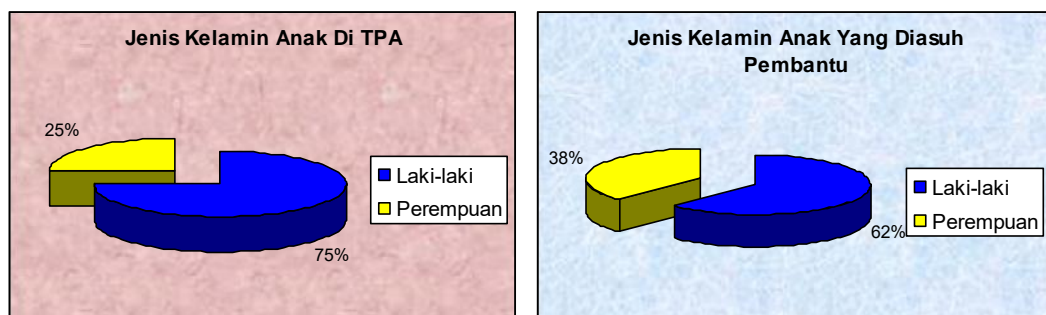 Jenis Kelamin Anak Di TPA
25%
75%
Laki-laki
Perempuan
Jenis Kelamin Anak Yang Diasuh
Pembantu
38%
62%
Laki-laki
Perempuan